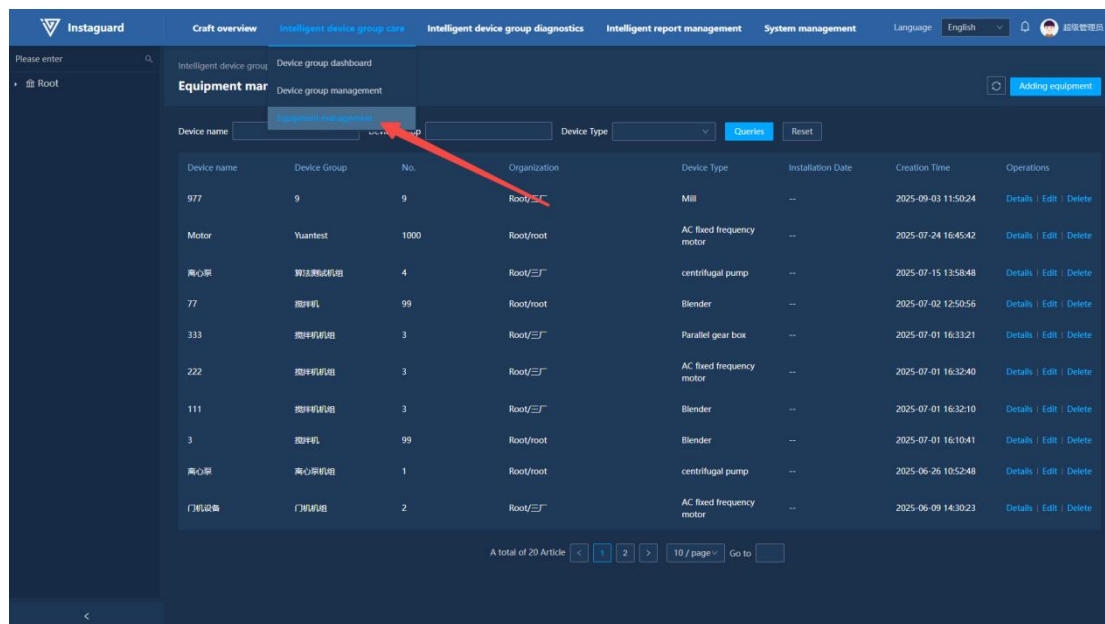 Instaguard
Craft overview
Intelligent device group care
Intelligent device group diagnostics
Intelligent report management
System management
Language
English
超级管理员
Please enter
Root
Intelligent device group
Equipment mar
Device group dashboard
Device group management
Equipment management
Adding equipment
Device name
Device Type
Queries
Reset
Device name Device Group No. Organization Device Type Installation Date Creation Time Operations
977 9 9 Root/三厂 Mill -- 2025-09-03 11:50:24 Details | Edit | Delete
Motor Yuantest 1000 Root/root AC fixed frequency motor -- 2025-07-24 16:45:42 Details | Edit | Delete
离心泵 算法测试机组 4 Root/三厂 centrifugal pump -- 2025-07-15 13:58:48 Details | Edit | Delete
77 搅拌机 99 Root/root Blender -- 2025-07-02 12:50:56 Details | Edit | Delete
333 搅拌机机组 3 Root/三厂 Parallel gear box -- 2025-07-01 16:33:21 Details | Edit | Delete
222 搅拌机机组 3 Root/三厂 AC fixed frequency motor -- 2025-07-01 16:32:40 Details | Edit | Delete
111 搅拌机机组 3 Root/三厂 Blender -- 2025-07-01 16:32:10 Details | Edit | Delete
3 搅拌机 99 Root/root Blender -- 2025-07-01 16:10:41 Details | Edit | Delete
离心泵 离心泵机组 1 Root/root centrifugal pump -- 2025-06-26 10:52:48 Details | Edit | Delete
门机设备 门机机组 2 Root/三厂 AC fixed frequency motor -- 2025-06-09 14:30:23 Details | Edit | Delete
A total of 20 Article < 1 2 > 10 / page Go to